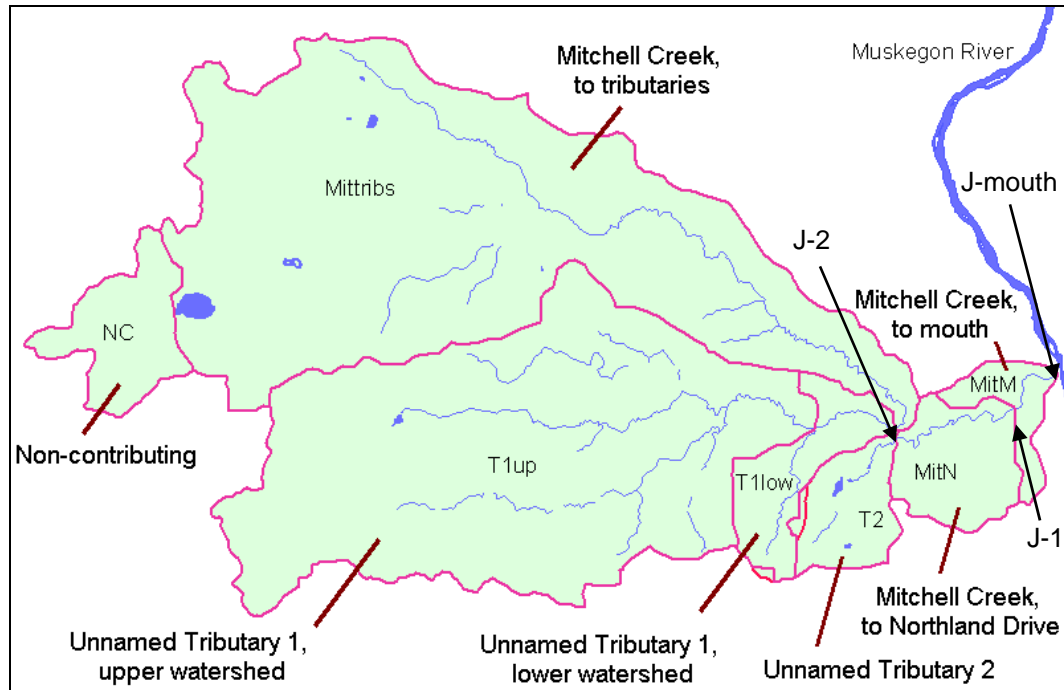 Mitchell Creek,
to tributaries
Muskegon River
J-mouth
Mittribs
J-2
Mitchell Creek,
to mouth
NC
MitM
Non-contributing
T1up
T1low
MitN
T2
J-1
Unnamed Tributary 1,
upper watershed
Unnamed Tributary 1,
lower watershed
Unnamed Tributary 2
Mitchell Creek,
to Northland Drive